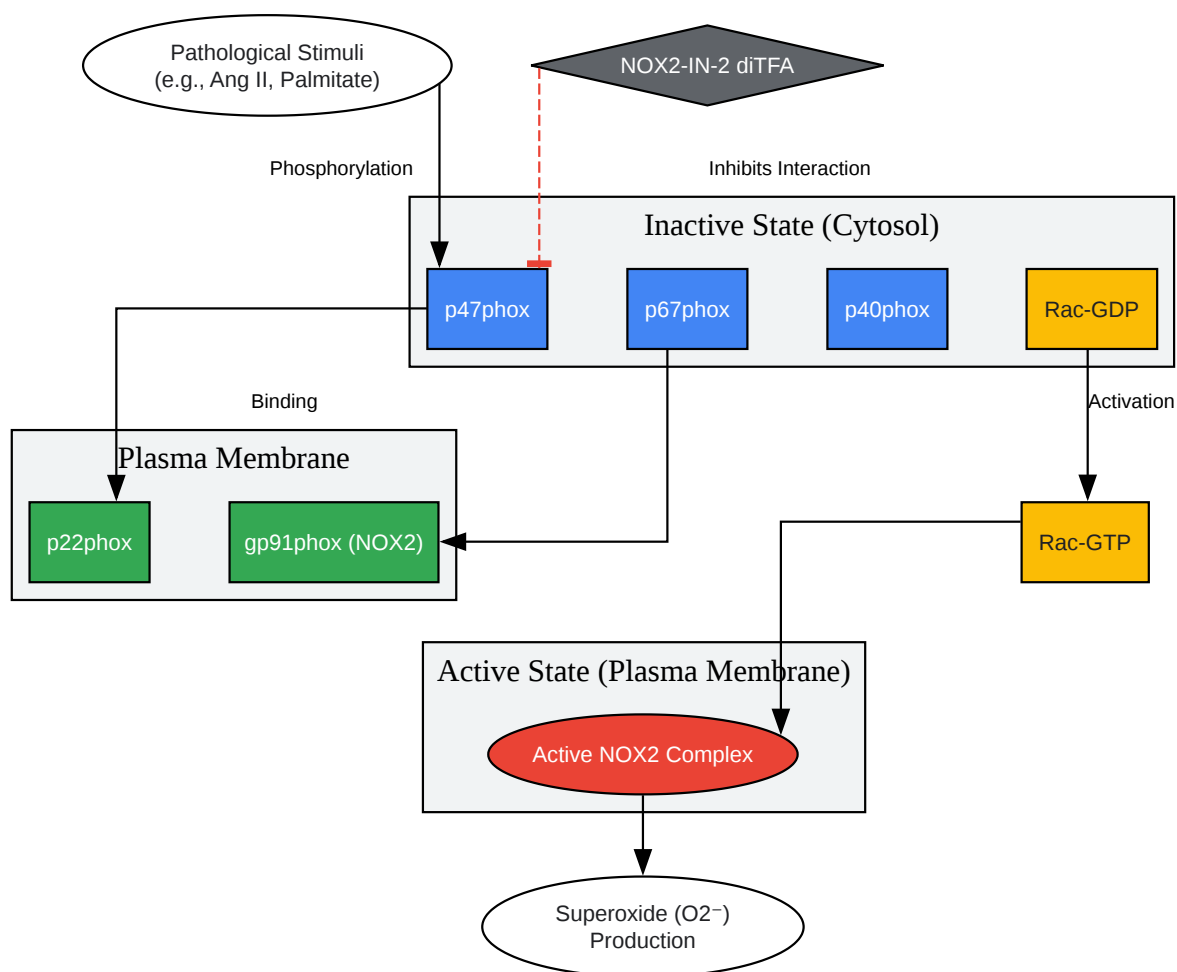 Pathological Stimuli
(e.g., Ang II, Palmitate)
NOX2-IN-2 diTFA
Phosphorylation
Inhibits Interaction
Inactive State (Cytosol)
p47phox
p67phox
p40phox
Rac-GDP
Binding
Activation
Plasma Membrane
p22phox
gp91phox (NOX2)
Rac-GTP
Active State (Plasma Membrane)
Active NOX2 Complex
Superoxide (O2⁻)
Production